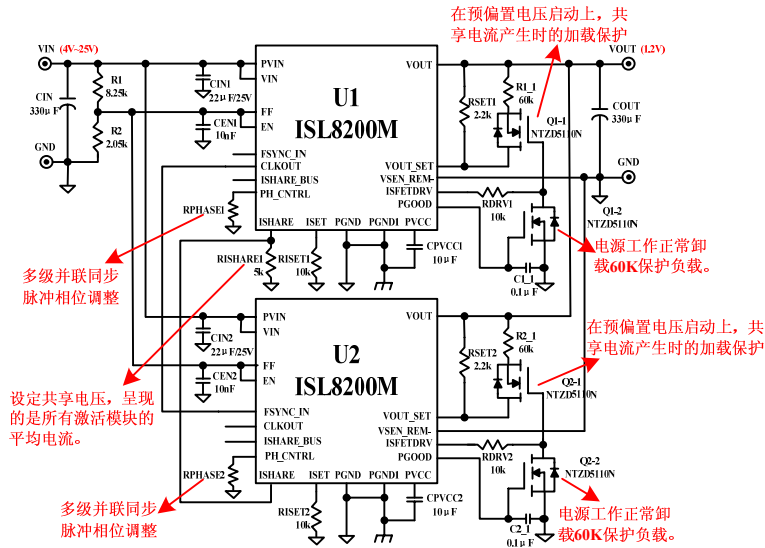 在预偏置电压启动上，共
享电流产生时的加载保护
VIN (4V~25V)
PVIN
VIN
VOUT
VOUT (1.2V)
R1
8.25k
CIN1
22μF/25V
CIN
330μF
U1
ISL8200M
R1_1
60k
RSET1
2.2k
Q1-1
NTZD5110N
COUT
330μF
FF
EN
CEN1
10nF
R2
2.05k
GND
FSYNC_IN
CLKOUT
ISHARE_BUS
PH_CNTRL
VOUT_SET
VSEN_REM-
ISFETDRV
PGOOD
GND
RPHASE1
RDRV1
10k
Q1-2
NTZD5110N
ISHARE
ISET
PGND
PGND1
PVCC
RISHARE1
5k
RISET1
10k
CPVCC1
10μF
C1_1
0.1μF
电源工作正常卸
载60K保护负载。
多级并联同步
脉冲相位调整
PVIN
VIN
VOUT
CIN2
22μF/25V
U2
ISL8200M
R2_1
60k
RSET2
2.2k
在预偏置电压启动上，共
享电流产生时的加载保护
FF
EN
CEN2
10nF
Q2-1
NTZD5110N
设定共享电压，呈现
的是所有激活模块的
平均电流。
FSYNC_IN
CLKOUT
ISHARE_BUS
PH_CNTRL
VOUT_SET
VSEN_REM-
ISFETDRV
PGOOD
RPHASE2
RDRV2
10k
Q2-2
NTZD5110N
ISHARE
ISET
PGND
PGND1
PVCC
RISET2
10k
CPVCC2
10μF
C2_1
0.1μF
多级并联同步
脉冲相位调整
电源工作正常卸
载60K保护负载。